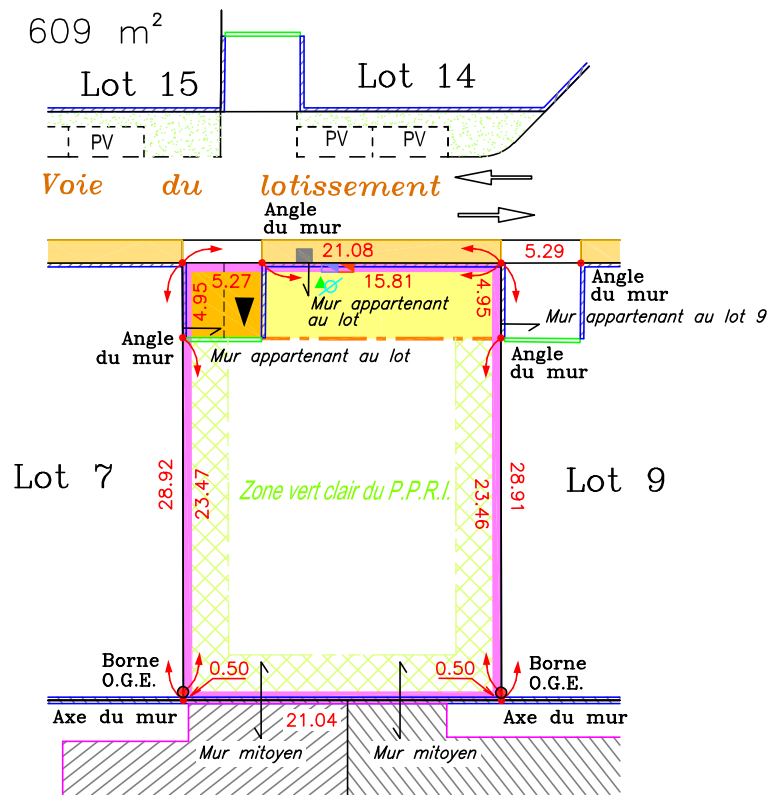 609 m²
Lot 15
Lot 14
PV
PV
PV
Voie du lotissement
Angle
du mur
21.08
5.29
5.27
15.81
4.95
4.95
Angle
du mur
Mur appartenant
au lot
Mur appartenant au lot 9
Angle
du mur
Mur appartenant au lot
Angle
du mur
Lot 7
28.92
23.47
Zone vert clair du P.P.R.I.
23.46
28.91
Lot 9
Borne
O.G.E.
0.50
0.50
Borne
O.G.E.
Axe du mur
21.04
Axe du mur
Mur mitoyen
Mur mitoyen